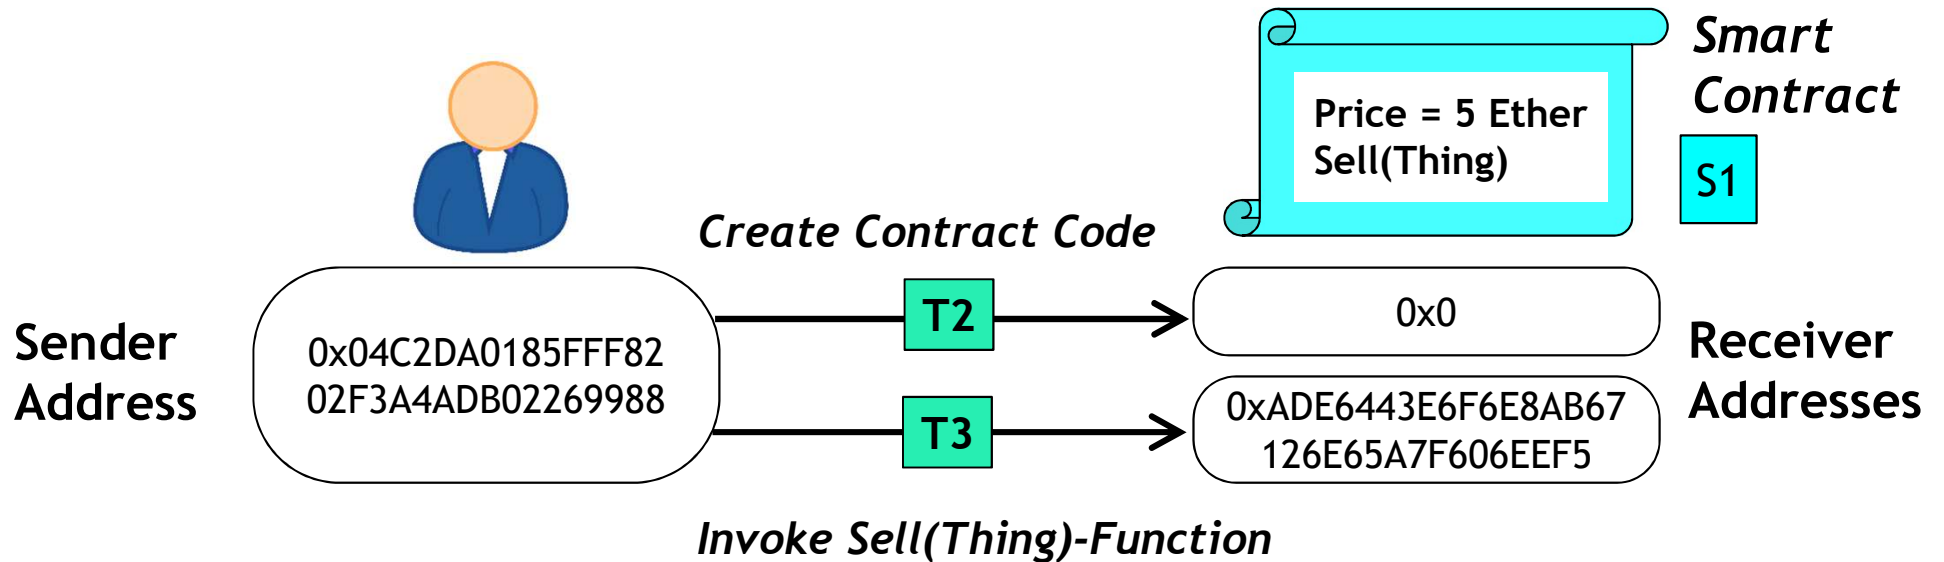 Smart
Contract
Price = 5 Ether
Sell(Thing)
S1
Create Contract Code
T2
0x0
Sender
Address
0x04C2DA0185FFF82
02F3A4ADB02269988
Receiver
Addresses
T3
0xADE6443E6F6E8AB67
126E65A7F606EEF5
Invoke Sell(Thing)-Function